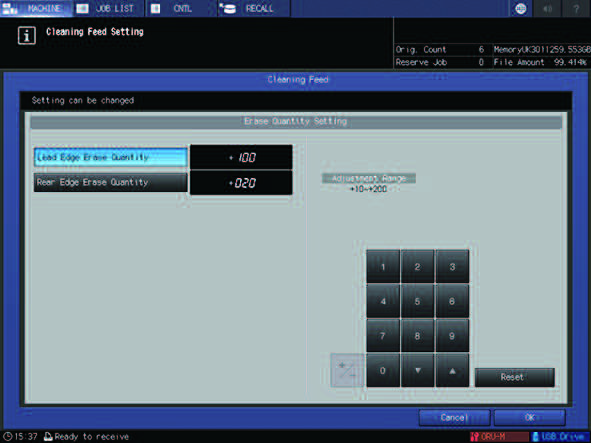 MACHINE JOB LIST CNTL RECALL ?
Cleaning Feed Setting
Orig. Count 6 MemoryUK3011259.553GB
Reserve Job 0 File Amount 99.414%
Cleaning Feed
Setting can be changed
Erase Quantity Setting
Lead Edge Erase Quantity +100
Rear Edge Erase Quantity +020
Adjustment Range
+10~+200
1 2 3
4 5 6
7 8 9
+/- 0 ▼ ▲
Reset
Cancel OK
15:37 Ready to receive ORU-M USB Drive